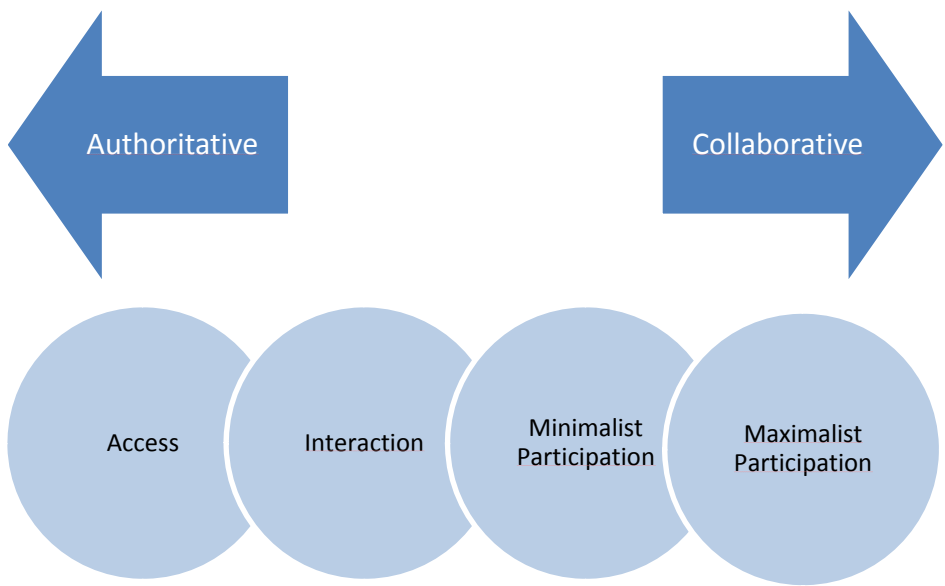 Authoritative
Collaborative
Access
Interaction
Minimalist
Participation
Maximalist
Participation